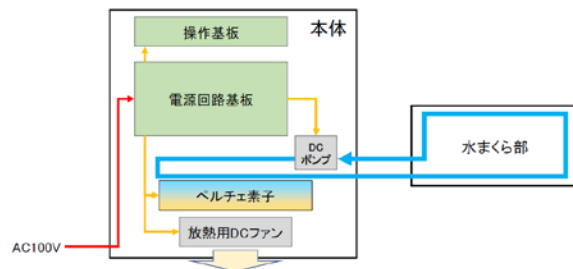 本体
操作基板
電源回路基板
DC
ポンプ
水まくら部
ペルチェ素子
放熱用DCファン
AC100V